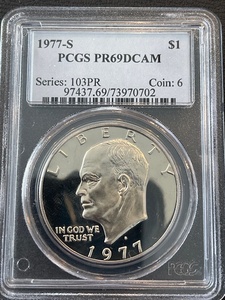 1977-S $1
PCGS PR69DCAM
Series: 103PR Coin: 6
97437.69/73970702
LIBERTY
IN GOD WE
TRUST
1977
PCGS